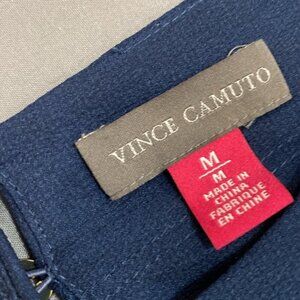 VINCE CAMUTO
M
M
MADE IN
CHINA
FABRIQUÉ
EN CHINE